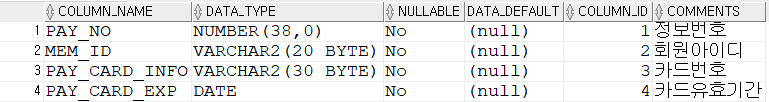 COLUMN_NAME DATA_TYPE NULLABLE DATA_DEFAULT COLUMN_ID COMMENTS
1 PAY_NO NUMBER(38,0) No (null) 1 정보번호
2 MEM_ID VARCHAR2(20 BYTE) No (null) 2 회원아이디
3 PAY_CARD_INFO VARCHAR2(30 BYTE) No (null) 3 카드번호
4 PAY_CARD_EXP DATE No (null) 4 카드유효기간